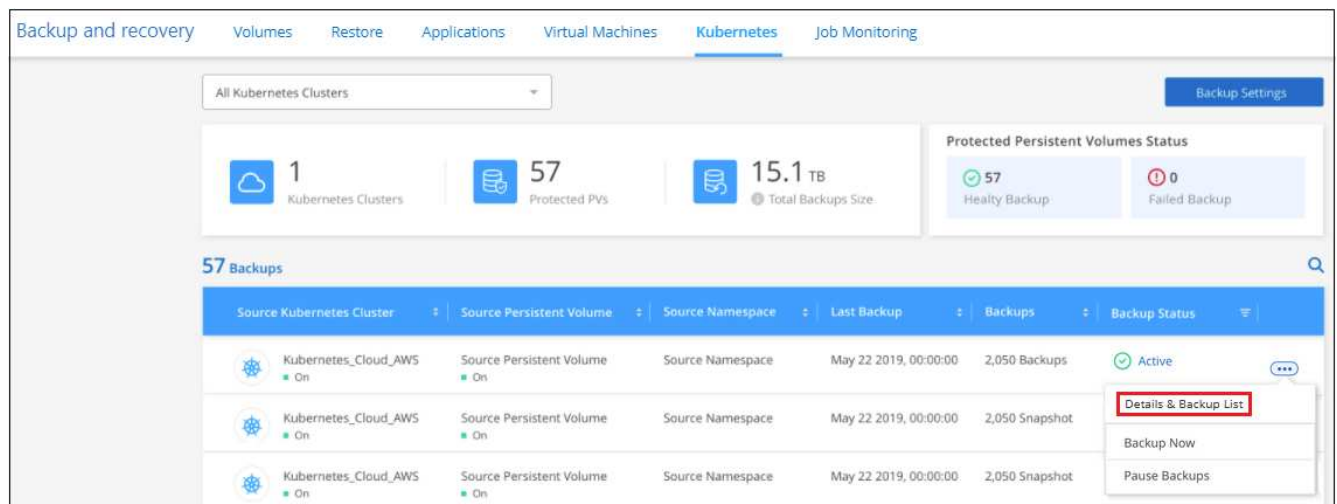 Backup and recovery Volumes Restore Applications Virtual Machines Kubernetes Job Monitoring
All Kubernetes Clusters
Backup Settings
1
Kubernetes Clusters
57
Protected PVs
15.1 TB
Total Backups Size
Protected Persistent Volumes Status
57
Healty Backup
0
Failed Backup
57 Backups
Source Kubernetes Cluster Source Persistent Volume Source Namespace Last Backup Backups Backup Status
Kubernetes_Cloud_AWS Source Persistent Volume Source Namespace May 22 2019, 00:00:00 2,050 Backups Active
On On
Details & Backup List
Kubernetes_Cloud_AWS Source Persistent Volume Source Namespace May 22 2019, 00:00:00 2,050 Snapshot
On On
Backup Now
Kubernetes_Cloud_AWS Source Persistent Volume Source Namespace May 22 2019, 00:00:00 2,050 Snapshot
On On
Pause Backups